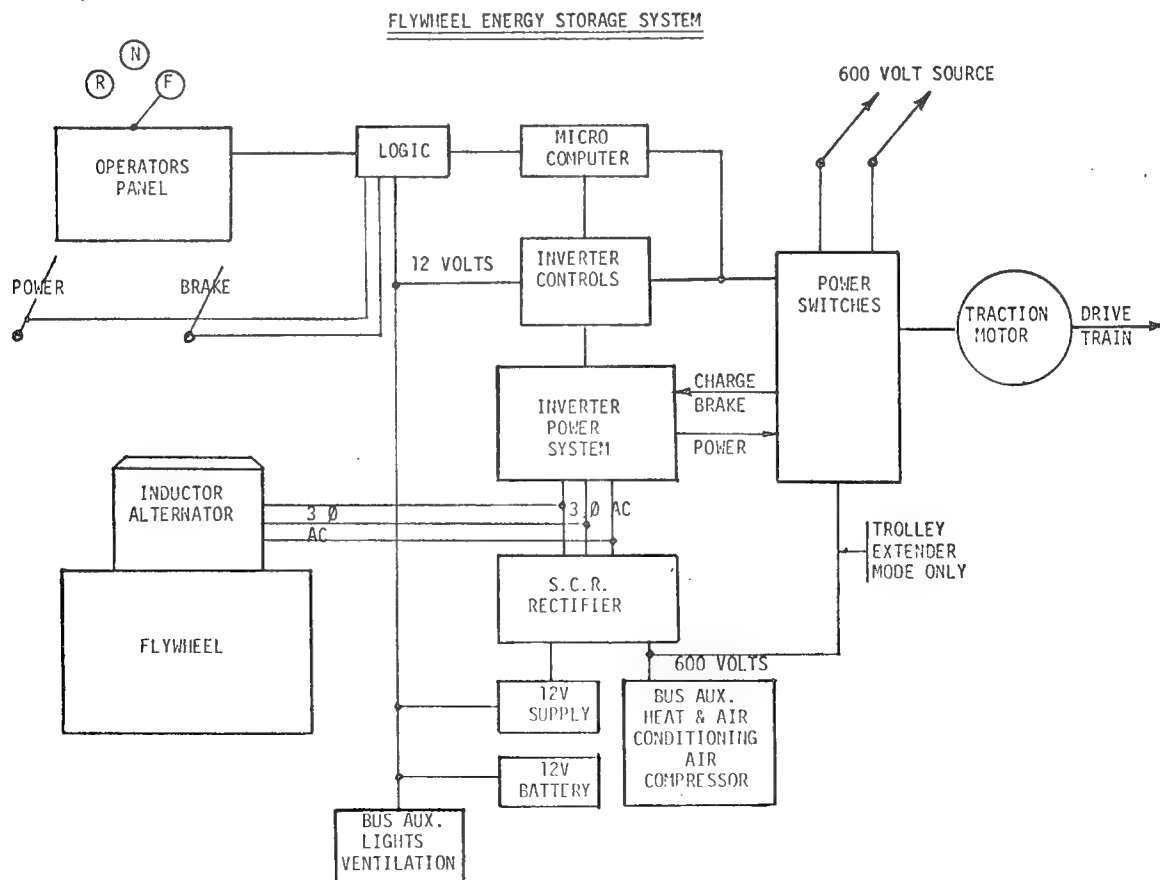 FLYWHEEL ENERGY STORAGE SYSTEM
R
N
F
600 VOLT SOURCE
OPERATORS
PANEL
LOGIC
MICRO
COMPUTER
POWER
BRAKE
12 VOLTS
INVERTER
CONTROLS
POWER
SWITCHES
TRACTION
MOTOR
DRIVE
TRAIN
INVERTER
POWER
SYSTEM
CHARGE
BRAKE
POWER
INDUCTOR
ALTERNATOR
3 Ø
AC
3 Ø AC
TROLLEY
EXTENDER
MODE ONLY
S.C.R.
RECTIFIER
FLYWHEEL
600 VOLTS
12V
SUPPLY
BUS AUX.
HEAT & AIR
CONDITIONING
AIR
COMPRESSOR
12V
BATTERY
BUS AUX.
LIGHTS
VENTILATION